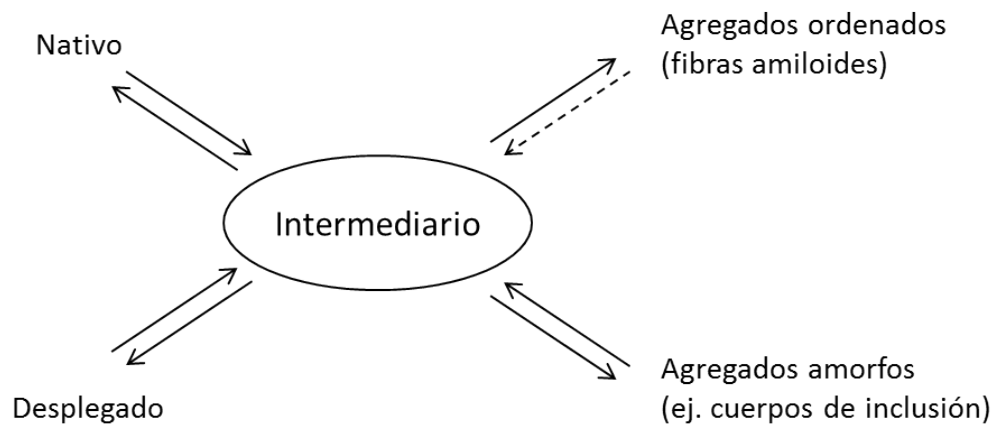 Nativo
Agregados ordenados
(fibras amiloides)
Intermediario
Desplegado
Agregados amorfos
(ej. cuerpos de inclusión)